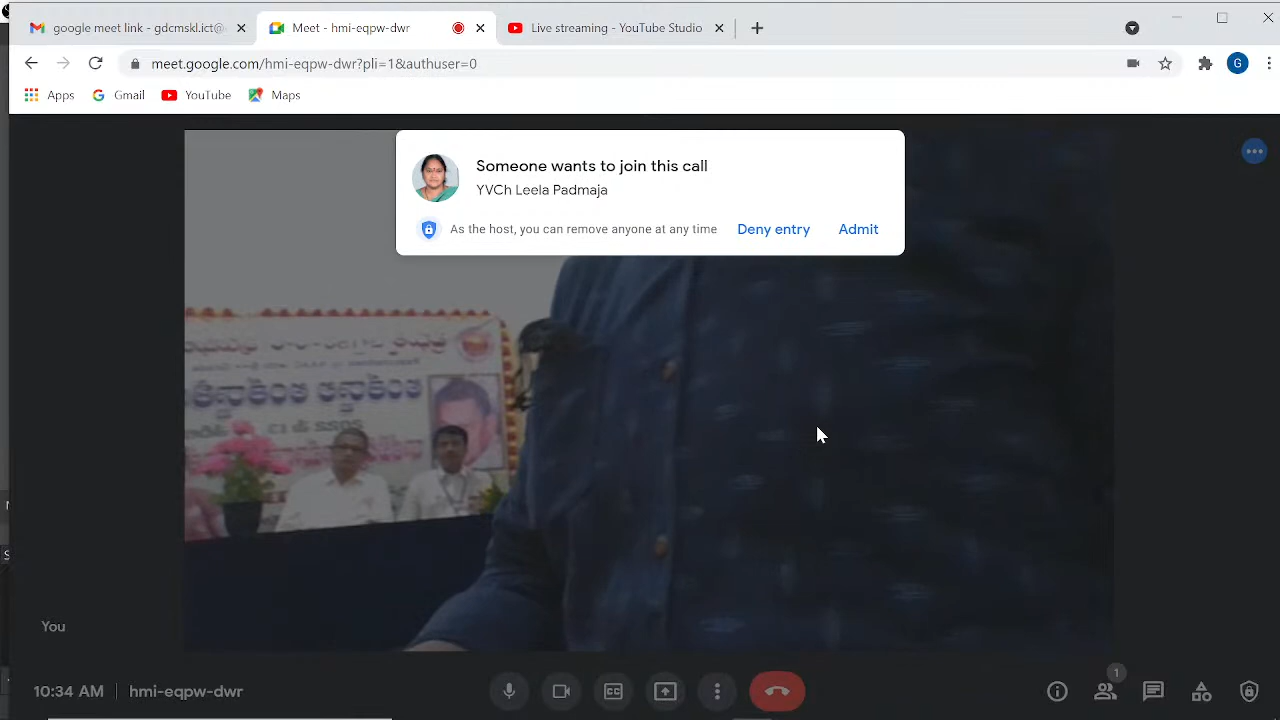 google meet link - gdcmskl.ict@
Meet - hmi-eqpw-dwr
Live streaming - YouTube Studio
meet.google.com/hmi-eqpw-dwr?pli=1&authuser=0
G
Apps
Gmail
YouTube
Maps
Someone wants to join this call
YVCh Leela Padmaja
As the host, you can remove anyone at any time
Deny entry
Admit
You
10:34 AM
hmi-eqpw-dwr
CC
1